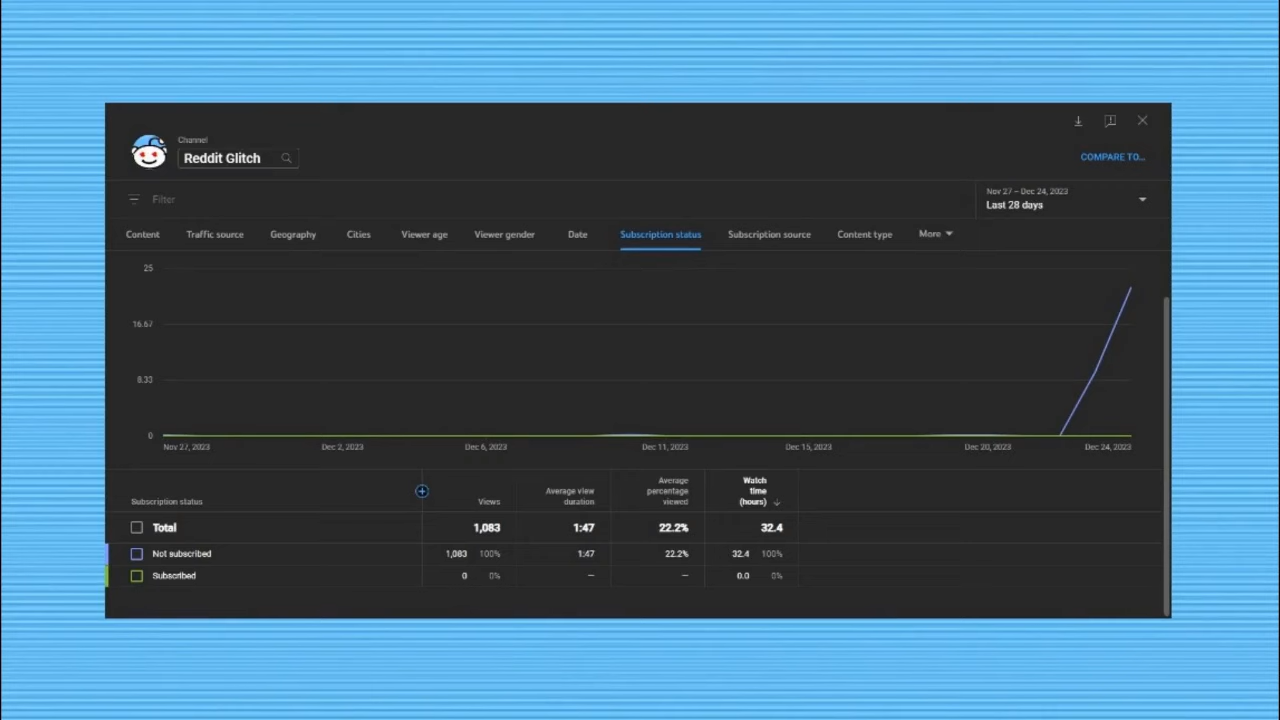 Channel
Reddit Glitch
COMPARE TO...
Filter
Nov 27 – Dec 24, 2023
Last 28 days
Content Traffic source Geography Cities Viewer age Viewer gender Date Subscription status Subscription source Content type More
25
16.67
8.33
0
Nov 27, 2023 Dec 2, 2023 Dec 6, 2023 Dec 11, 2023 Dec 15, 2023 Dec 20, 2023 Dec 24, 2023
Subscription status Views Average view duration Average percentage viewed Watch time (hours)
Total 1,083 1:47 22.2% 32.4
Not subscribed 1,083 100% 1:47 22.2% 32.4 100%
Subscribed 0 0% — — 0.0 0%